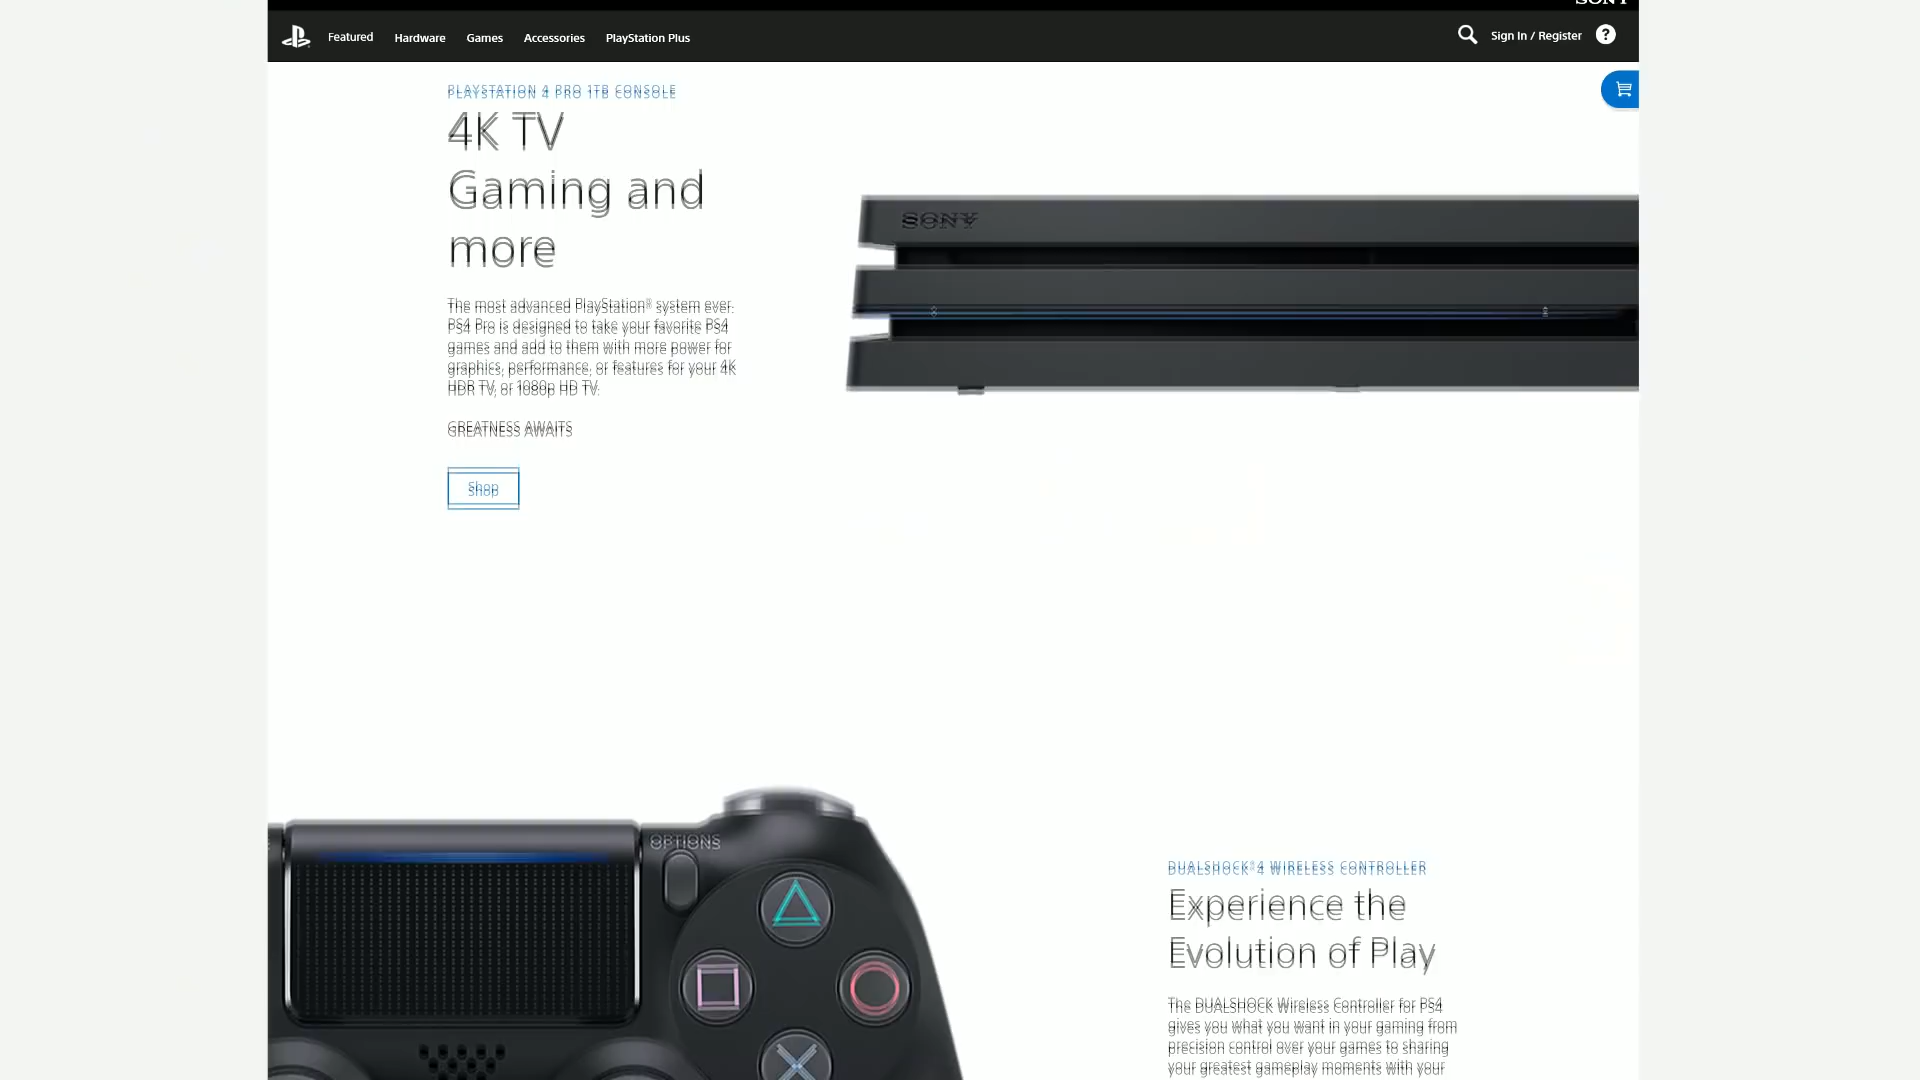 SONY
Featured
Hardware
Games
Accessories
PlayStation Plus
Sign In / Register
?
PLAYSTATION 4 PRO 1TB CONSOLE
4K TV
Gaming and
more
The most advanced PlayStation® system ever.
PS4 Pro is designed to take your favorite PS4
games and add to them with more power for
graphics, performance, or features for your 4K
HDR TV, or 1080p HD TV.
GREATNESS AWAITS
Shop
SONY
OPTIONS
DUALSHOCK®4 WIRELESS CONTROLLER
Experience the
Evolution of Play
The DUALSHOCK Wireless Controller for PS4
gives you what you want in your gaming from
precision control over your games to sharing
your greatest gameplay moments with your